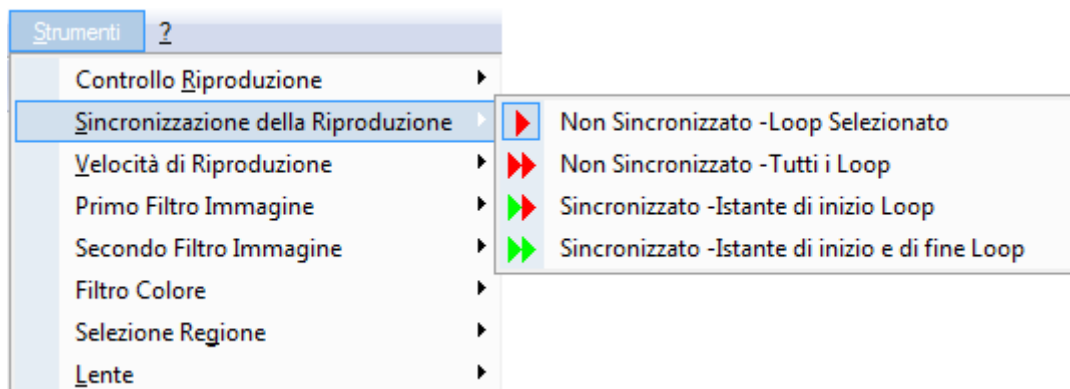 Strumenti ?
Controllo Riproduzione
Sincronizzazione della Riproduzione
Non Sincronizzato -Loop Selezionato
Velocità di Riproduzione
Non Sincronizzato -Tutti i Loop
Primo Filtro Immagine
Sincronizzato -Istante di inizio Loop
Secondo Filtro Immagine
Sincronizzato -Istante di inizio e di fine Loop
Filtro Colore
Selezione Regione
Lente